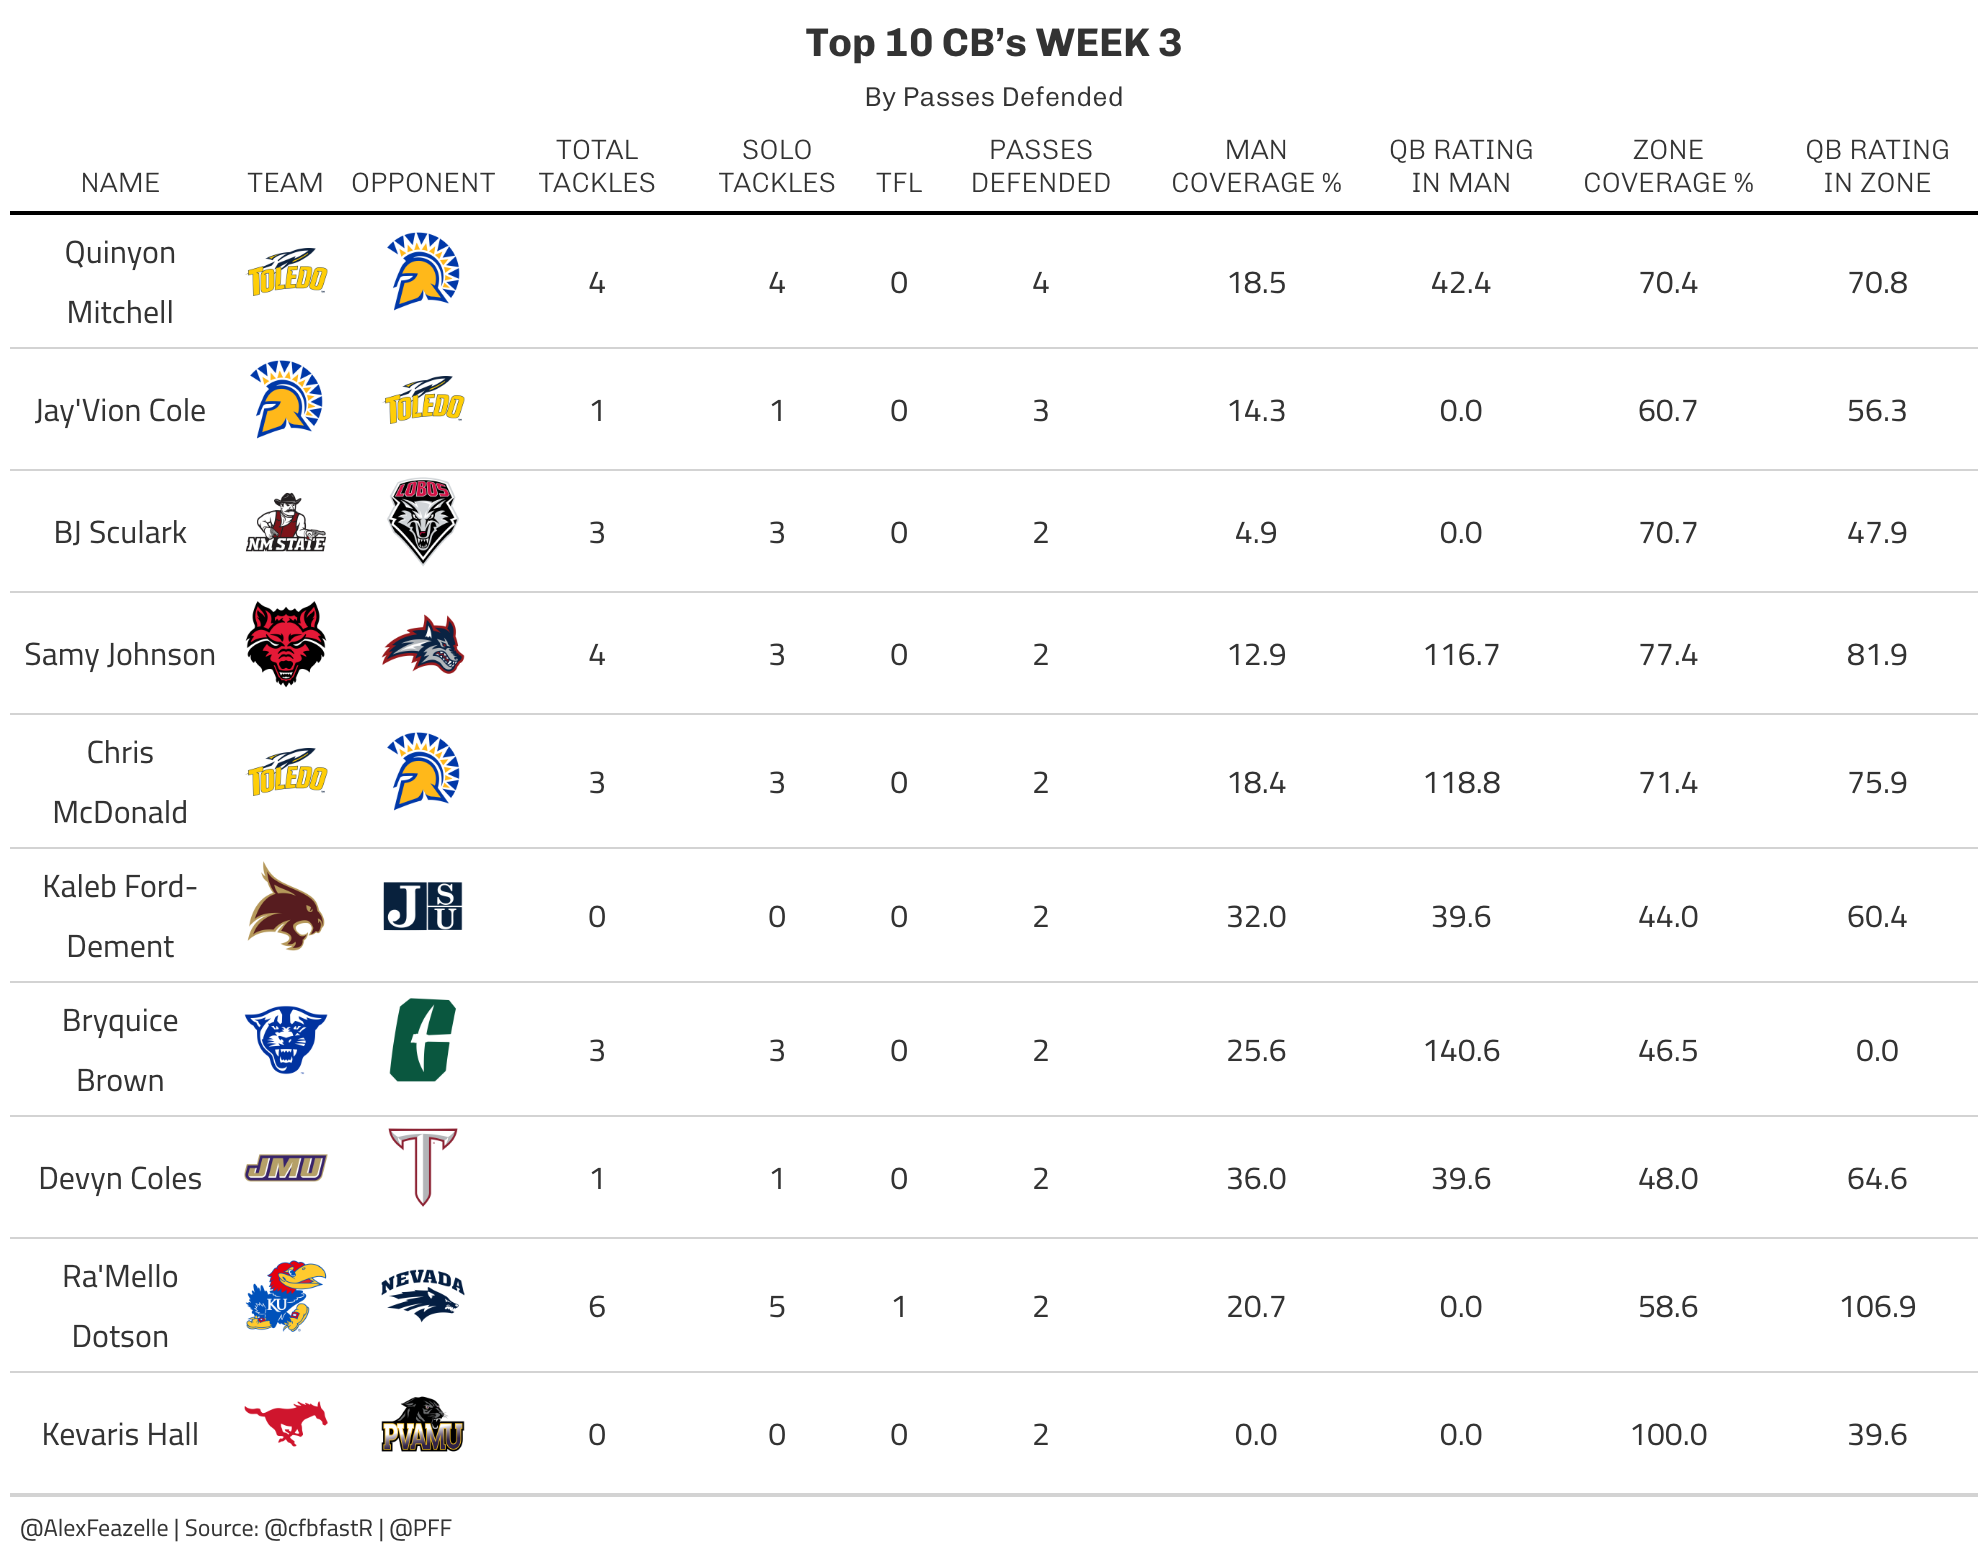 Top 10 CB’s WEEK 3
By Passes Defended
NAME TEAM OPPONENT TOTAL TACKLES SOLO TACKLES TFL PASSES DEFENDED MAN COVERAGE % QB RATING IN MAN ZONE COVERAGE % QB RATING IN ZONE
Quinyon Mitchell TOLEDO 4 4 0 4 18.5 42.4 70.4 70.8
Jay'Vion Cole TOLEDO 1 1 0 3 14.3 0.0 60.7 56.3
BJ Sculark NM STATE LOBOS 3 3 0 2 4.9 0.0 70.7 47.9
Samy Johnson 4 3 0 2 12.9 116.7 77.4 81.9
Chris McDonald TOLEDO 3 3 0 2 18.4 118.8 71.4 75.9
Kaleb Ford-Dement JSU 0 0 0 2 32.0 39.6 44.0 60.4
Bryquice Brown C 3 3 0 2 25.6 140.6 46.5 0.0
Devyn Coles JMU T 1 1 0 2 36.0 39.6 48.0 64.6
Ra'Mello Dotson KU NEVADA 6 5 1 2 20.7 0.0 58.6 106.9
Kevaris Hall PVAMU 0 0 0 2 0.0 0.0 100.0 39.6
@AlexFeazelle | Source: @cfbfastR | @PFF